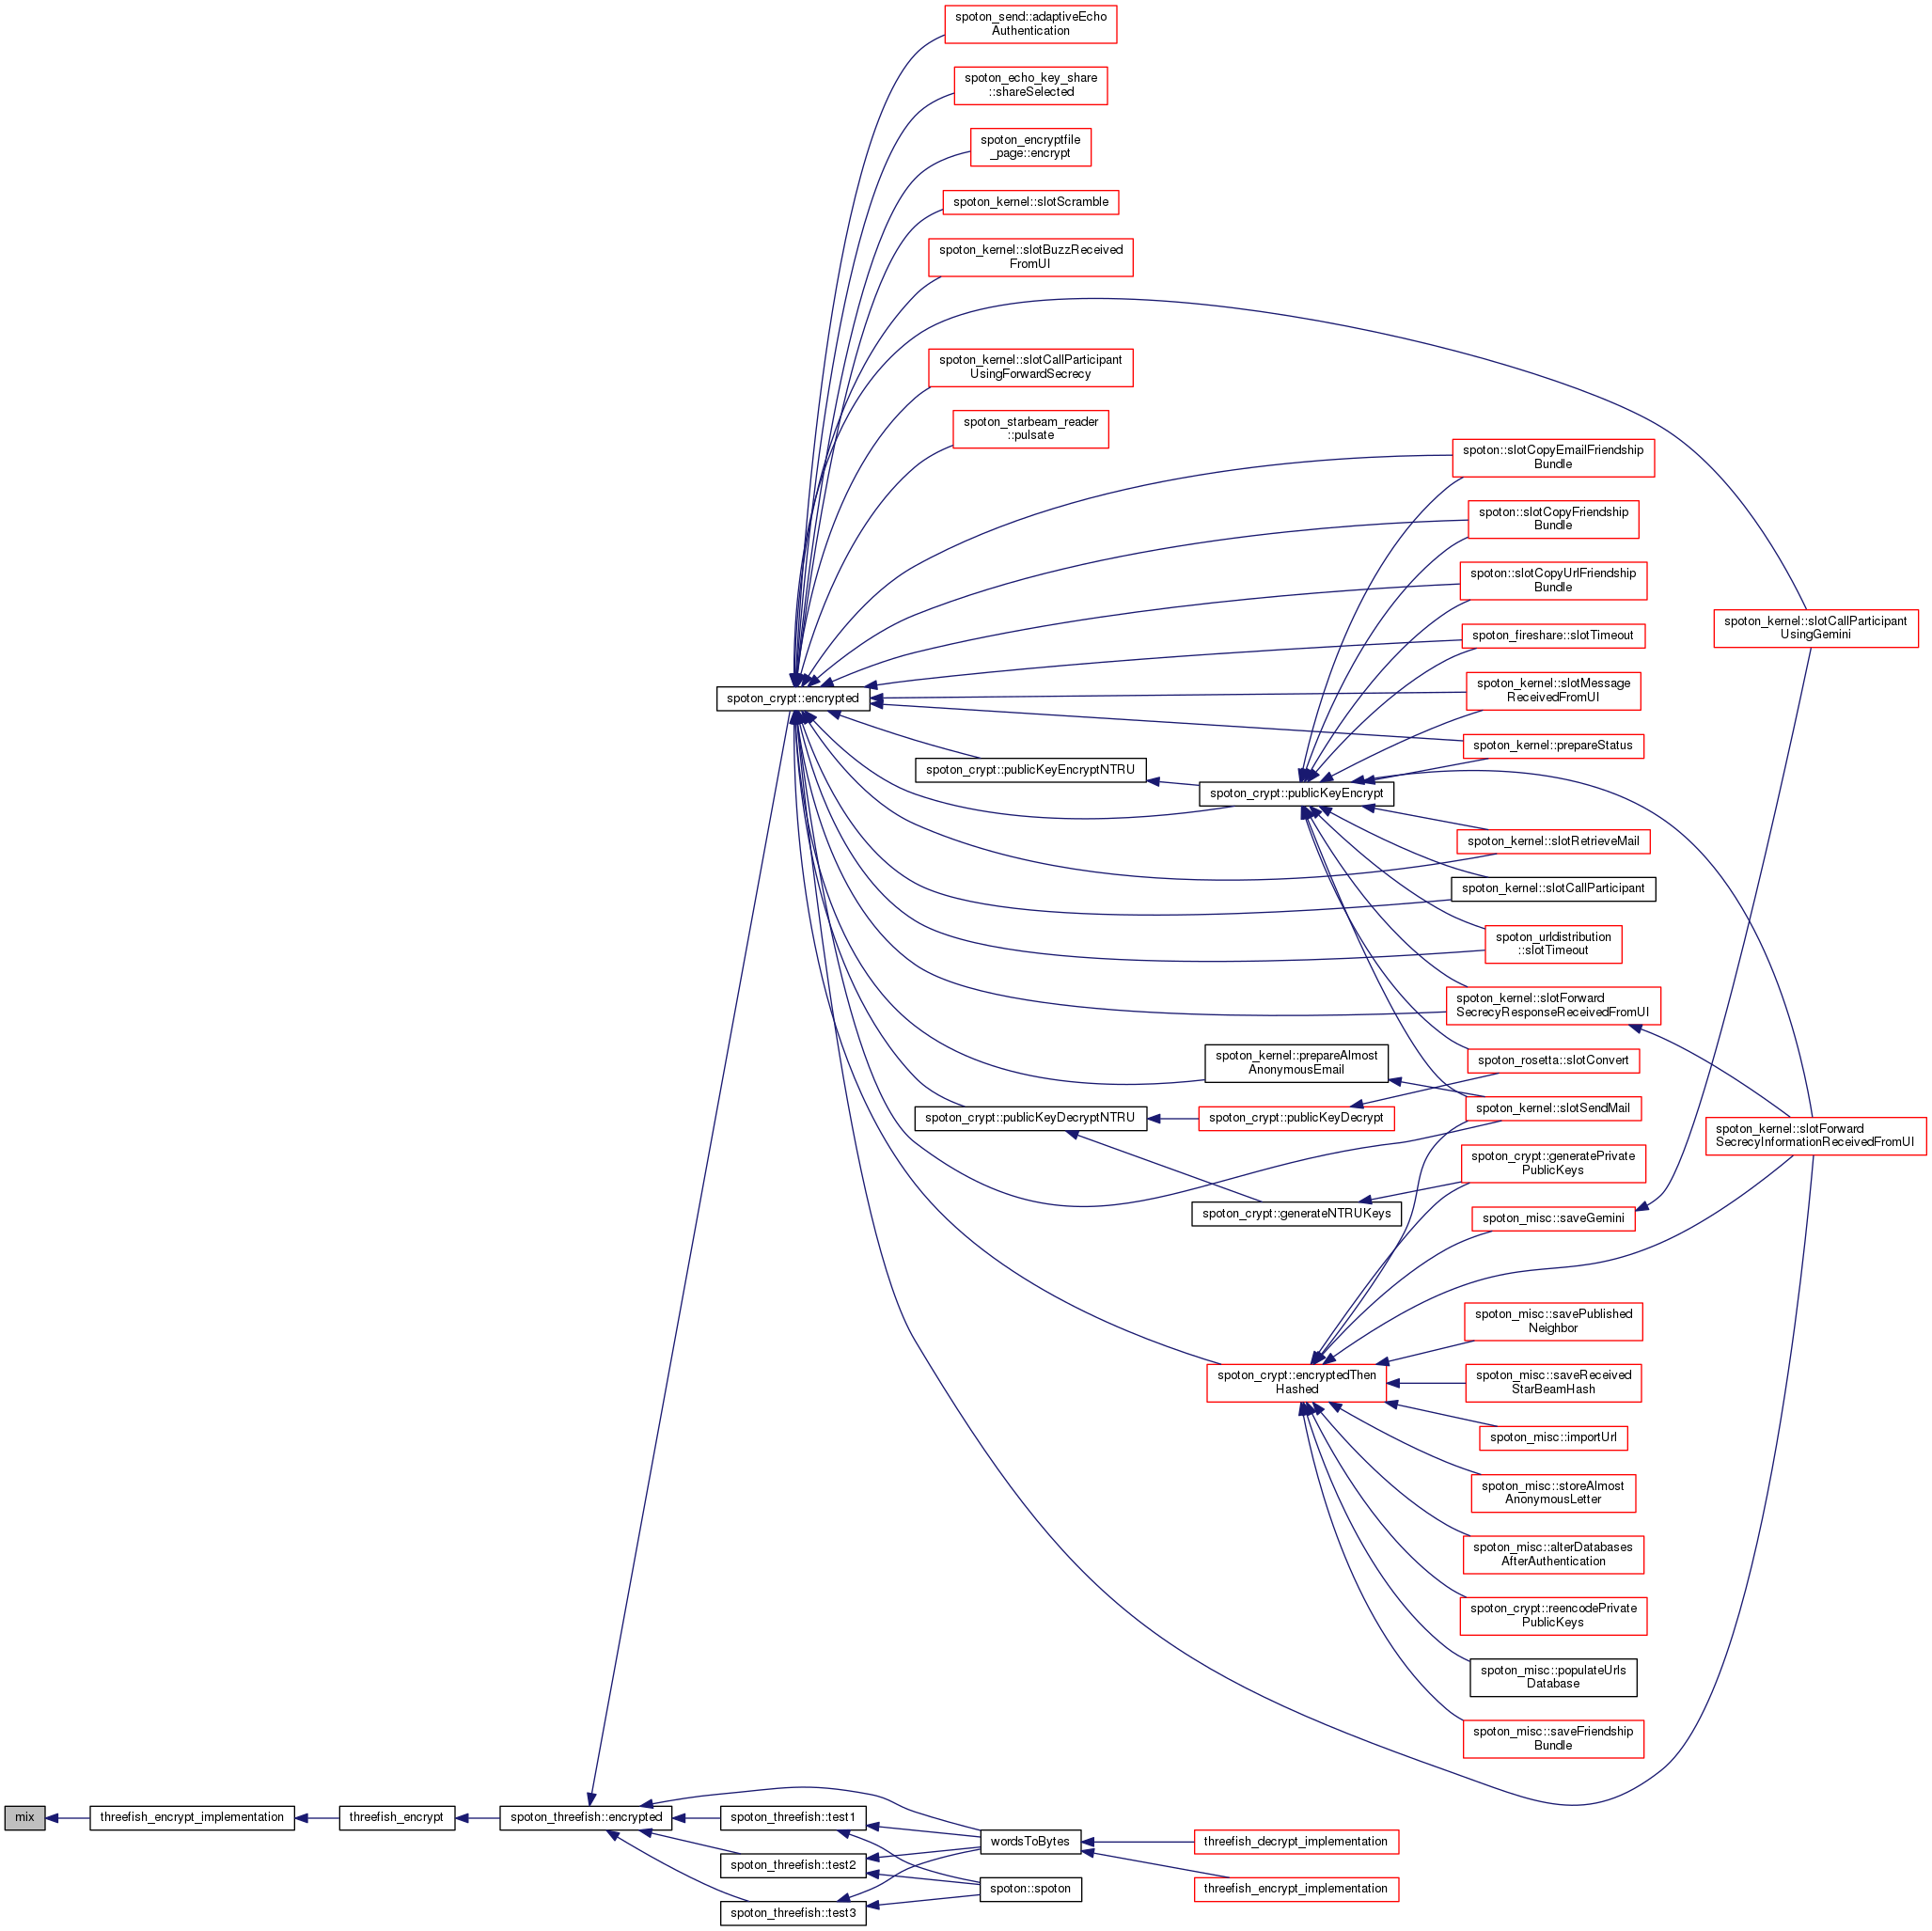 spoton_send::adaptiveEcho
Authentication
spoton_echo_key_share
::shareSelected
spoton_encryptfile
_page::encrypt
spoton_kernel::slotScramble
spoton_kernel::slotBuzzReceived
FromUI
spoton_kernel::slotCallParticipant
UsingForwardSecrecy
spoton_starbeam_reader
::pulsate
spoton::slotCopyEmailFriendship
Bundle
spoton::slotCopyFriendship
Bundle
spoton::slotCopyUrlFriendship
Bundle
spoton_fireshare::slotTimeout
spoton_kernel::slotCallParticipant
UsingGemini
spoton_crypt::encrypted
spoton_kernel::slotMessage
ReceivedFromUI
spoton_kernel::prepareStatus
spoton_crypt::publicKeyEncryptNTRU
spoton_crypt::publicKeyEncrypt
spoton_kernel::slotRetrieveMail
spoton_kernel::slotCallParticipant
spoton_urldistribution
::slotTimeout
spoton_kernel::slotForward
SecrecyResponseReceivedFromUI
spoton_kernel::prepareAlmost
AnonymousEmail
spoton_rosetta::slotConvert
spoton_crypt::publicKeyDecryptNTRU
spoton_crypt::publicKeyDecrypt
spoton_kernel::slotSendMail
spoton_kernel::slotForward
SecrecyInformationReceivedFromUI
spoton_crypt::generatePrivate
PublicKeys
spoton_crypt::generateNTRUKeys
spoton_misc::saveGemini
spoton_misc::savePublished
Neighbor
spoton_crypt::encryptedThen
Hashed
spoton_misc::saveReceived
StarBeamHash
spoton_misc::importUrl
spoton_misc::storeAlmost
AnonymousLetter
spoton_misc::alterDatabases
AfterAuthentication
spoton_crypt::reencodePrivate
PublicKeys
spoton_misc::populateUrls
Database
spoton_misc::saveFriendship
Bundle
mix
threefish_encrypt_implementation
threefish_encrypt
spoton_threefish::encrypted
spoton_threefish::test1
wordsToBytes
threefish_decrypt_implementation
spoton_threefish::test2
spoton::spoton
threefish_encrypt_implementation
spoton_threefish::test3